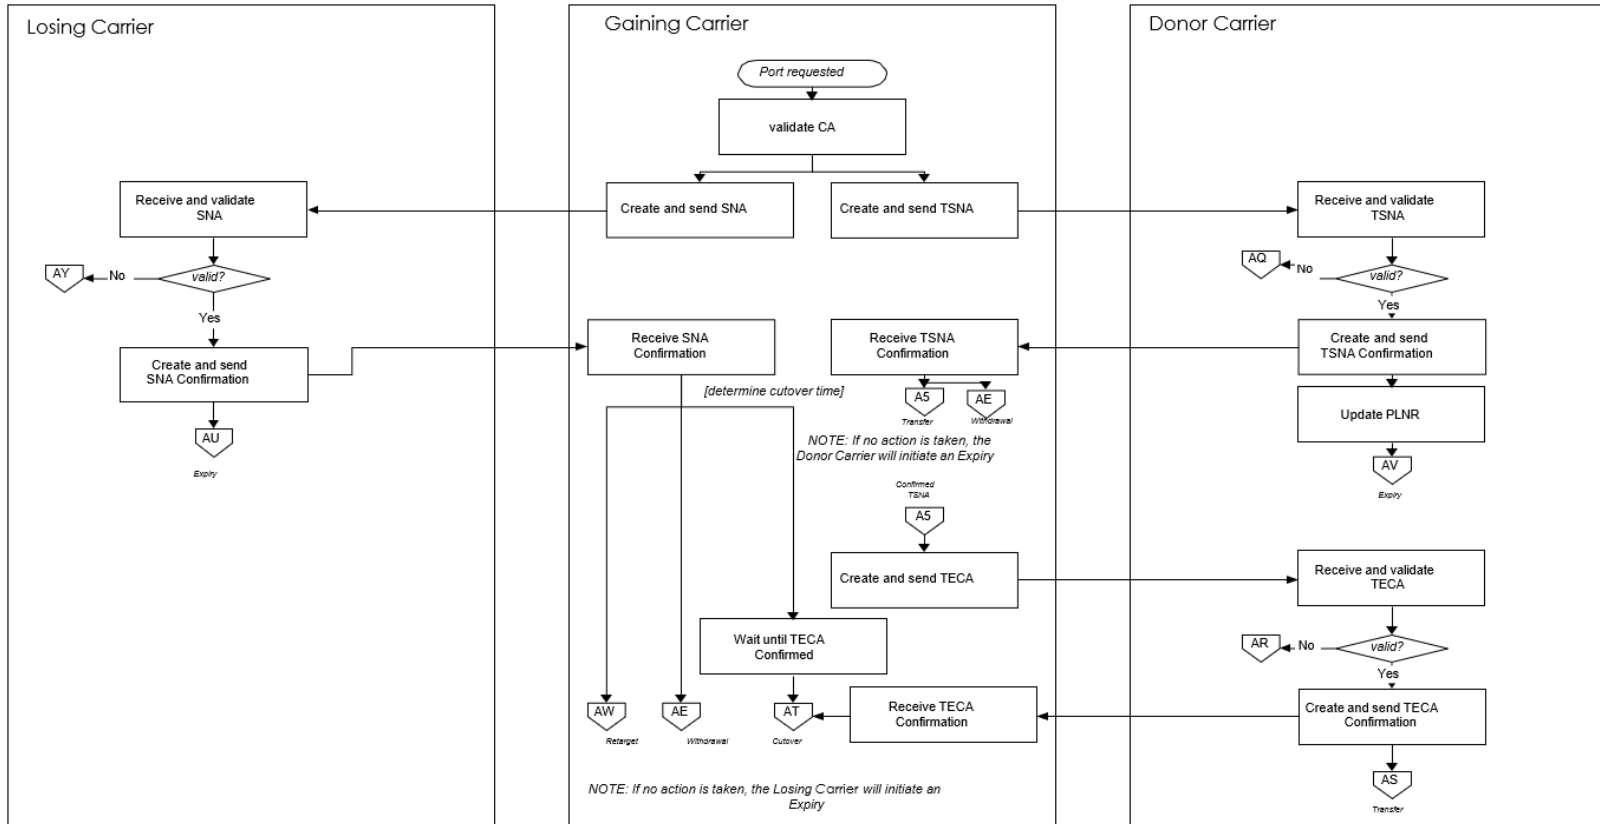 Losing Carrier
Gaining Carrier
Donor Carrier
Port requested
validate CA
Receive and validate
SNA
Create and send SNA
Create and send TSNA
Receive and validate
TSNA
AY
No
valid?
AQ
No
valid?
Yes
Yes
Create and send
SNA Confirmation
Receive SNA
Confirmation
Receive TSNA
Confirmation
Create and send
TSNA Confirmation
[determine cutover time]
A5
AE
Transfer
Withdrawal
Update PLNR
AU
Expiry
NOTE: If no action is taken, the
Donor Carrier will initiate an Expiry
AV
Expiry
Confirmed
TSNA
A5
Create and send TECA
Receive and validate
TECA
Wait until TECA
Confirmed
AR
No
valid?
Yes
AW
AE
AT
Receive TECA
Confirmation
Create and send TECA
Confirmation
Retarget
Withdrawal
Cutover
AS
Transfer
NOTE: If no action is taken, the Losing Carrier will initiate an
Expiry